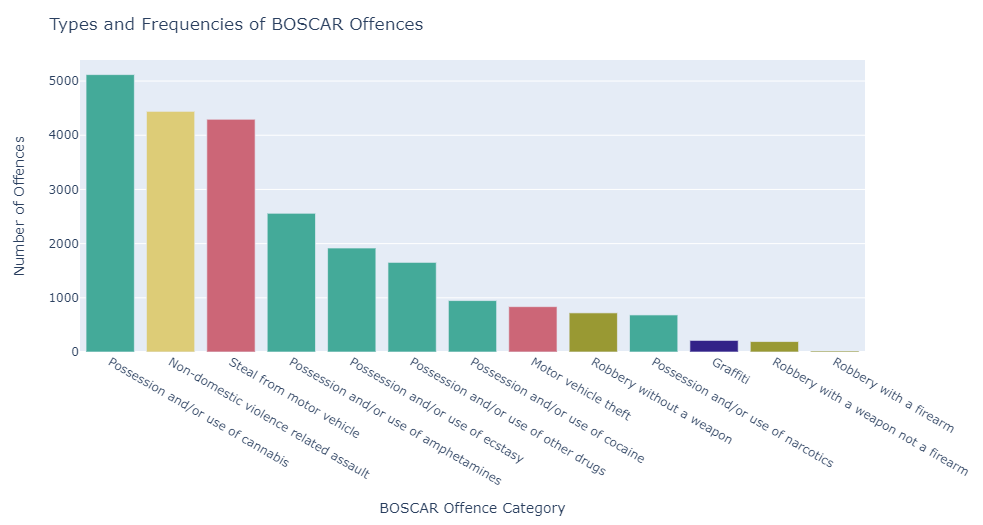 Types and Frequencies of BOSCAR Offences
Number of Offences
5000
4000
3000
2000
1000
0
Possession and/or use of cannabis
Non-domestic violence related assault
Steal from motor vehicle
Possession and/or use of amphetamines
Possession and/or use of ecstasy
Possession and/or use of other drugs
Possession and/or use of cocaine
Motor vehicle theft
Robbery without a weapon
Possession and/or use of narcotics
Graffiti
Robbery with a weapon not a firearm
Robbery with a firearm
BOSCAR Offence Category